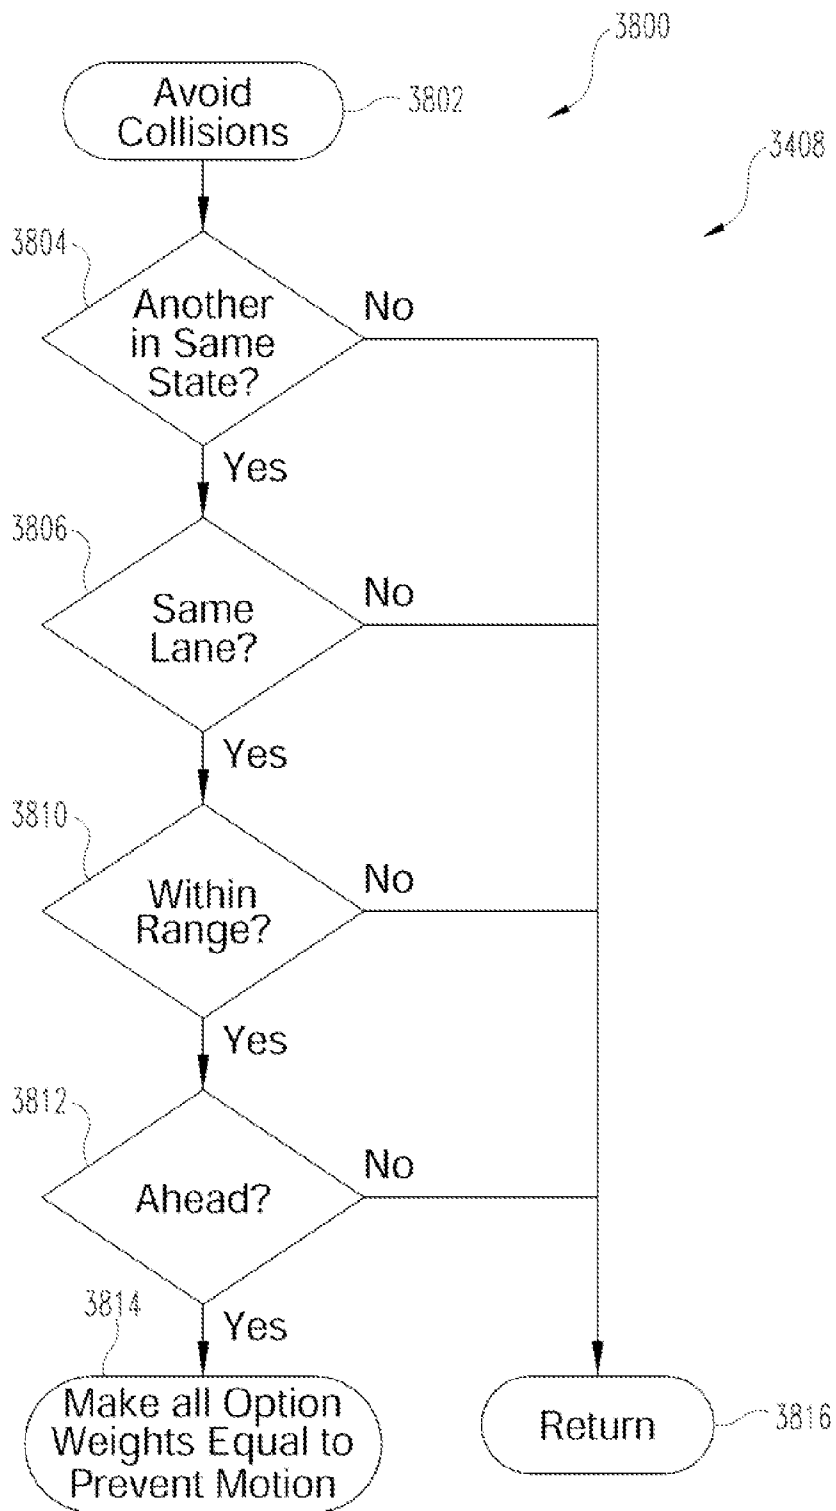 3800
Avoid
Collisions
3802
3408
3804
Another
in Same
State?
No
Yes
3806
Same
Lane?
No
Yes
3810
Within
Range?
No
Yes
3812
Ahead?
No
Yes
3814
Make all Option
Weights Equal to
Prevent Motion
Return
3816